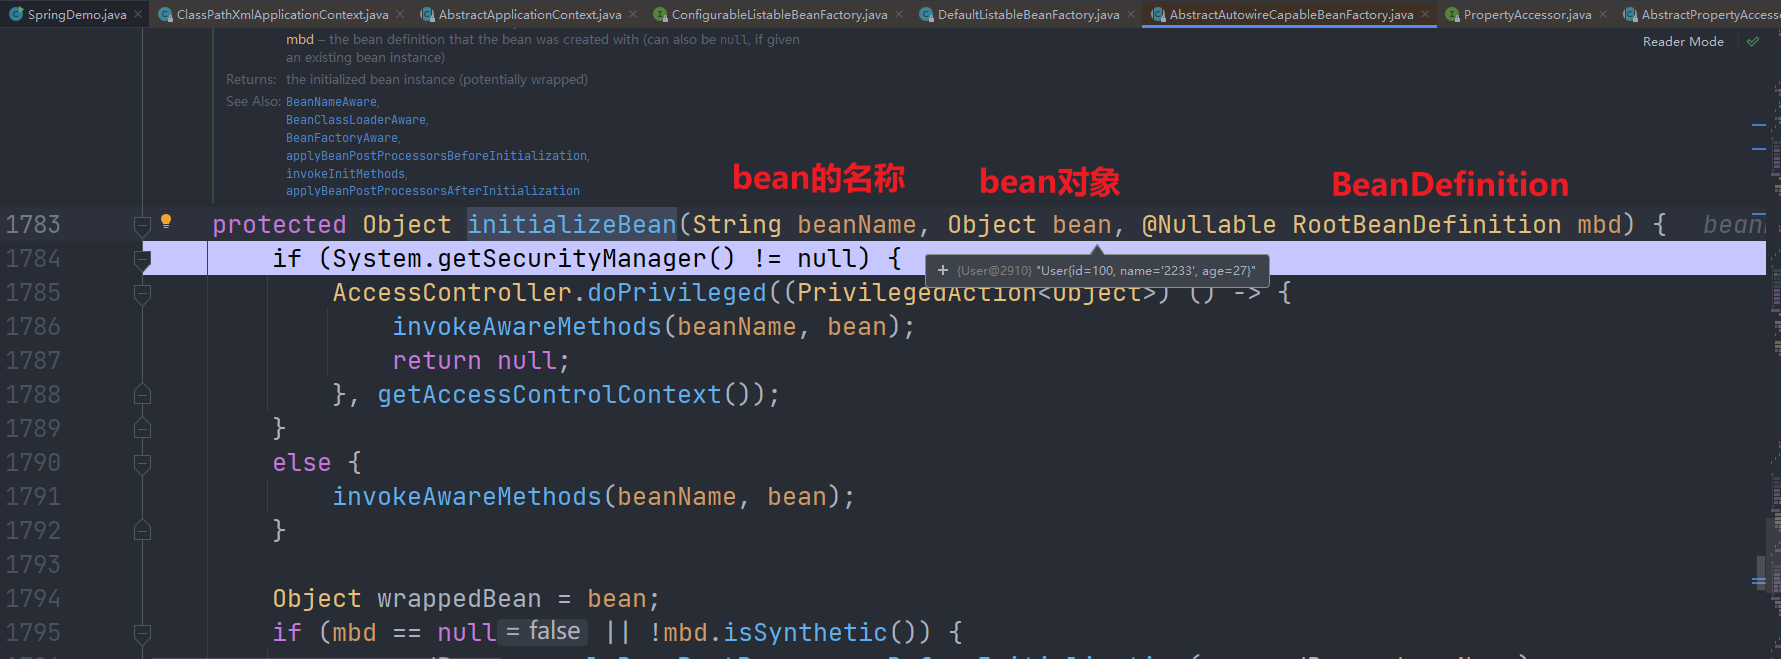 SpringDemo.java ClassPathXmlApplicationContext.java AbstractApplicationContext.java ConfigurableListableBeanFactory.java DefaultListableBeanFactory.java AbstractAutowireCapableBeanFactory.java PropertyAccessor.java AbstractPropertyAccess
Reader Mode
mbd – the bean definition that the bean was created with (can also be null, if given
an existing bean instance)
Returns: the initialized bean instance (potentially wrapped)
See Also: BeanNameAware,
BeanClassLoaderAware,
BeanFactoryAware,
applyBeanPostProcessorsBeforeInitialization,
invokeInitMethods,
applyBeanPostProcessorsAfterInitialization
bean的名称 bean对象 BeanDefinition
1783 protected Object initializeBean(String beanName, Object bean, @Nullable RootBeanDefinition mbd) { bean
1784 if (System.getSecurityManager() != null) {
+ {User@2910} "User{id=100, name='2233', age=27}"
1785 AccessController.doPrivileged((PrivilegedAction<Object>) () -> {
1786 invokeAwareMethods(beanName, bean);
1787 return null;
1788 }, getAccessControlContext());
1789 }
1790 else {
1791 invokeAwareMethods(beanName, bean);
1792 }
1793
1794 Object wrappedBean = bean;
1795 if (mbd == null = false || !mbd.isSynthetic()) {